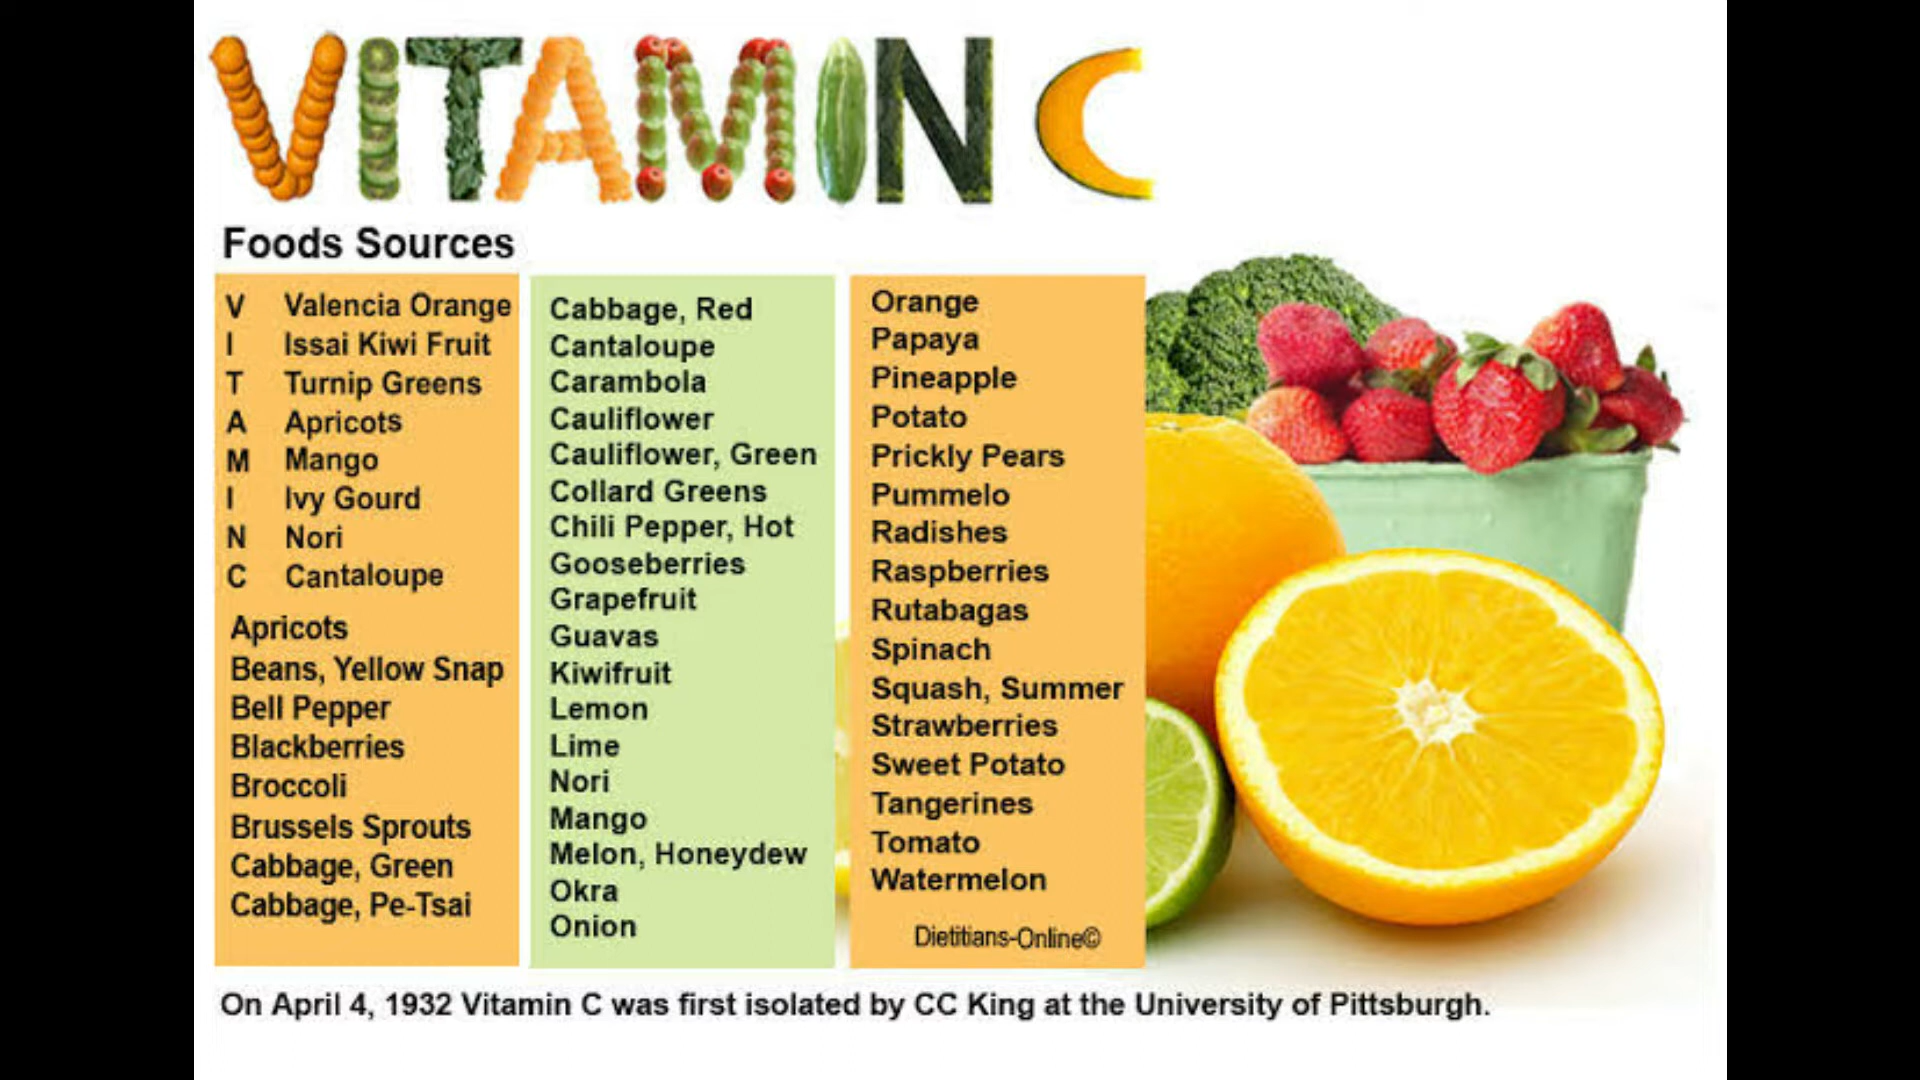 VITAMIN C
Foods Sources
V Valencia Orange
I Issai Kiwi Fruit
T Turnip Greens
A Apricots
M Mango
I Ivy Gourd
N Nori
C Cantaloupe
Apricots
Beans, Yellow Snap
Bell Pepper
Blackberries
Broccoli
Brussels Sprouts
Cabbage, Green
Cabbage, Pe-Tsai
Cabbage, Red
Cantaloupe
Carambola
Cauliflower
Cauliflower, Green
Collard Greens
Chili Pepper, Hot
Gooseberries
Grapefruit
Guavas
Kiwifruit
Lemon
Lime
Nori
Mango
Melon, Honeydew
Okra
Onion
Orange
Papaya
Pineapple
Potato
Prickly Pears
Pummelo
Radishes
Raspberries
Rutabagas
Spinach
Squash, Summer
Strawberries
Sweet Potato
Tangerines
Tomato
Watermelon
Dietitians-Online©
On April 4, 1932 Vitamin C was first isolated by CC King at the University of Pittsburgh.